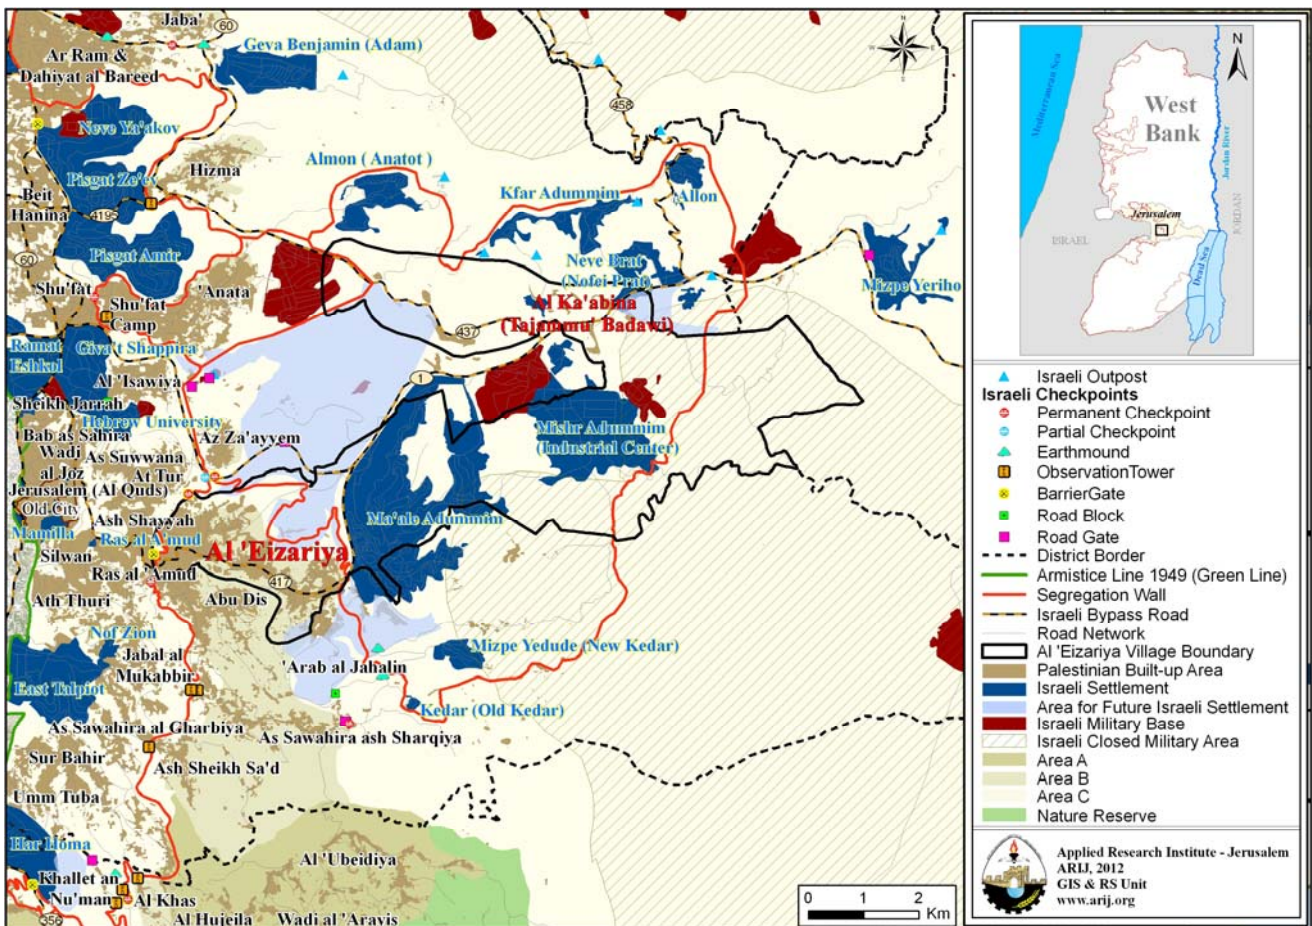 Jaba'
60
Geva Benjamin (Adam)
Ar Ram &
Dahiyat al Bareed
458
Neve Ya'akov
Almon ( Anatot )
Hizma
Pisgat Ze'ev
Kfar Adummim
Allon
Beit
Hanina
4195
Pisgat Amir
60
Neve Brat
(Nofei Prat)
Mizpe Yeriho
Shu'fat
'Anata
Shu'fat
Camp
Al Ka'abina
(Tajammu' Badawi)
437
Ramat
Eshkol
Giva't Shappira
Al 'Isawiya
1
Sheikh Jarrah
Hebrew University
Bab as Sahira
Az Za'ayyem
Mishr Adummim
(Industrial Center)
Wadi
al Joz
As Suwwana
At Tur
Jerusalem (Al Quds)
Old City
Ash Shayyah
Mamilla
Ras al A'mud
Ma'ale Adummim
Silwan
Al 'Eizariya
Ras al 'Amud
417
Ath Thuri
Abu Dis
Nof Zion
Jabal al
Mukabbir
Mizpe Yedude (New Kedar)
'Arab al Jahalin
East Talpiot
Kedar (Old Kedar)
As Sawahira al Gharbiya
As Sawahira ash Sharqiya
Sur Bahir
Ash Sheikh Sa'd
Umm Tuba
Har Homa
Al 'Ubeidiya
Khallet an
Nu'man
Al Khas
356
Al Hujeila
Wadi al 'Arayis
0 1 2
Km
N
Mediterranean Sea
West
Bank
Jordan River
Jerusalem
ISRAEL
JORDAN
Dead Sea
Israeli Outpost
Israeli Checkpoints
Permanent Checkpoint
Partial Checkpoint
Earthmound
ObservationTower
BarrierGate
Road Block
Road Gate
District Border
Armistice Line 1949 (Green Line)
Segregation Wall
Israeli Bypass Road
Road Network
Al 'Eizariya Village Boundary
Palestinian Built-up Area
Israeli Settlement
Area for Future Israeli Settlement
Israeli Military Base
Israeli Closed Military Area
Area A
Area B
Area C
Nature Reserve
Applied Research Institute - Jerusalem
ARIJ, 2012
GIS & RS Unit
www.arij.org